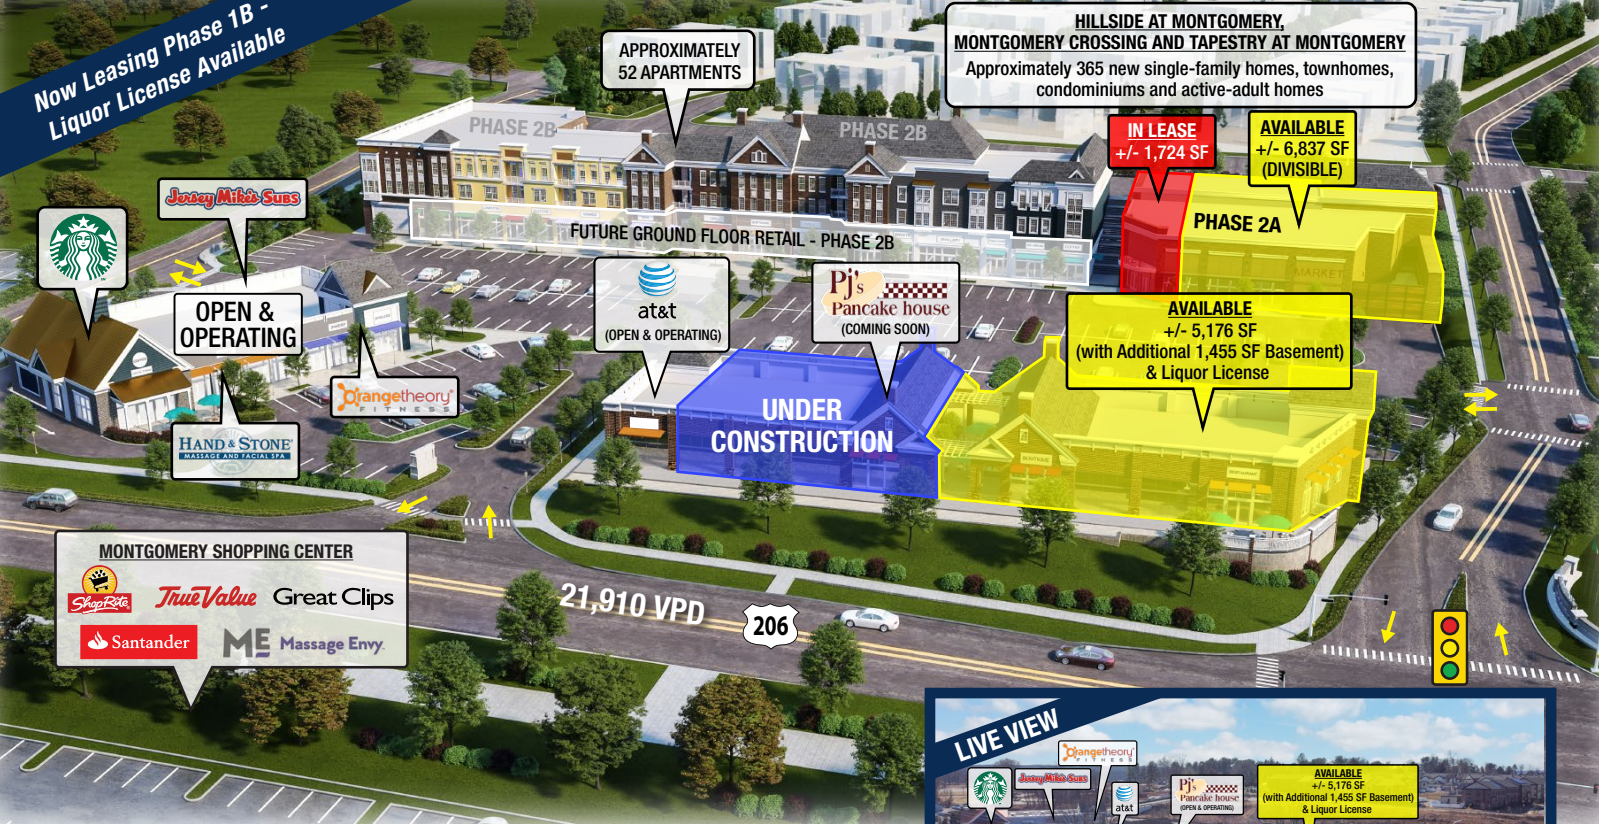 Now Leasing Phase 1B -
Liquor License Available
APPROXIMATELY
52 APARTMENTS
HILLSIDE AT MONTGOMERY,
MONTGOMERY CROSSING AND TAPESTRY AT MONTGOMERY
Approximately 365 new single-family homes, townhomes,
condominiums and active-adult homes
PHASE 2B
PHASE 2B
IN LEASE
+/- 1,724 SF
AVAILABLE
+/- 6,837 SF
(DIVISIBLE)
PHASE 2A
MARKET
Jersey Mike's Subs
FUTURE GROUND FLOOR RETAIL - PHASE 2B
OPEN &
OPERATING
at&t
(OPEN & OPERATING)
Pj's
Pancake house
(COMING SOON)
AVAILABLE
+/- 5,176 SF
(with Additional 1,455 SF Basement)
& Liquor License
Orangetheory
FITNESS
HAND & STONE
MASSAGE AND FACIAL SPA
UNDER
CONSTRUCTION
BOUTIQUE
RESTAURANT
MONTGOMERY SHOPPING CENTER
ShopRite
True Value
Great Clips
Santander
ME Massage Envy
21,910 VPD
206
LIVE VIEW
Orangetheory
FITNESS
Jersey Mike's Subs
at&t
Pj's
Pancake house
(OPEN & OPERATING)
AVAILABLE
+/- 5,176 SF
(with Additional 1,455 SF Basement)
& Liquor License